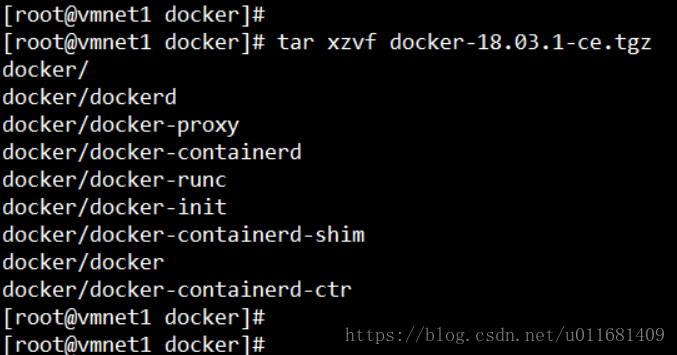 [root@vmnet1 docker]#
[root@vmnet1 docker]# tar xzvf docker-18.03.1-ce.tgz
docker/
docker/dockerd
docker/docker-proxy
docker/docker-containerd
docker/docker-runc
docker/docker-init
docker/docker-containerd-shim
docker/docker
docker/docker-containerd-ctr
[root@vmnet1 docker]#
[root@vmnet1 docker]#
https://blog.csdn.net/u011681409